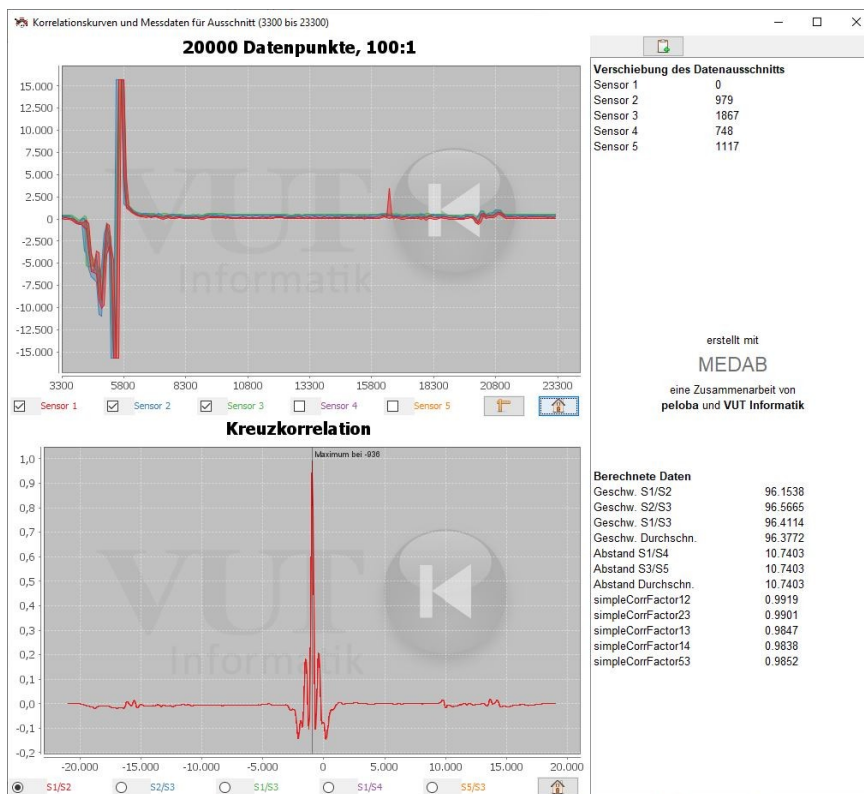 Korrelationskurven und Messdaten für Ausschnitt (3300 bis 23300)
20000 Datenpunkte, 100:1
15.000
12.500
10.000
7.500
5.000
2.500
0
-2.500
-5.000
-7.500
-10.000
-12.500
-15.000
VUT
Informatik
3300 5800 8300 10800 13300 15800 18300 20800 23300
Sensor 1 Sensor 2 Sensor 3 Sensor 4 Sensor 5
Kreuzkorrelation
Maximum bei -936
1,0
0,9
0,8
0,7
0,6
0,5
0,4
0,3
0,2
0,1
0,0
-0,1
-0,2
VUT
Informatik
-20.000 -15.000 -10.000 -5.000 0 5.000 10.000 15.000 20.000
S1/S2 S2/S3 S1/S3 S1/S4 S5/S3
Verschiebung des Datenausschnitts
Sensor 1 0
Sensor 2 979
Sensor 3 1867
Sensor 4 748
Sensor 5 1117
erstellt mit
MEDAB
eine Zusammenarbeit von
peloba und VUT Informatik
Berechnete Daten
Geschw. S1/S2 96.1538
Geschw. S2/S3 96.5665
Geschw. S1/S3 96.4114
Geschw. Durchschn. 96.3772
Abstand S1/S4 10.7403
Abstand S3/S5 10.7403
Abstand Durchschn. 10.7403
simpleCorrFactor12 0.9919
simpleCorrFactor23 0.9901
simpleCorrFactor13 0.9847
simpleCorrFactor14 0.9838
simpleCorrFactor53 0.9852